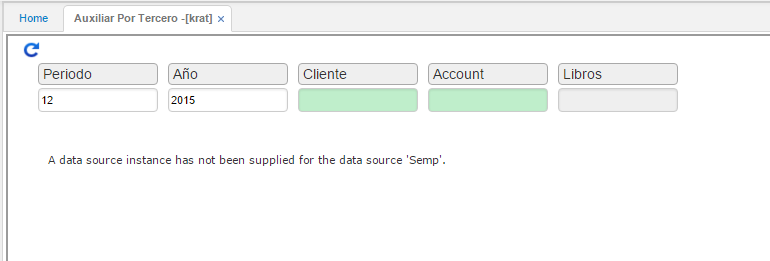 Home
Auxiliar Por Tercero -[krat] ×
Periodo Año Cliente Account Libros
12 2015
A data source instance has not been supplied for the data source 'Semp'.